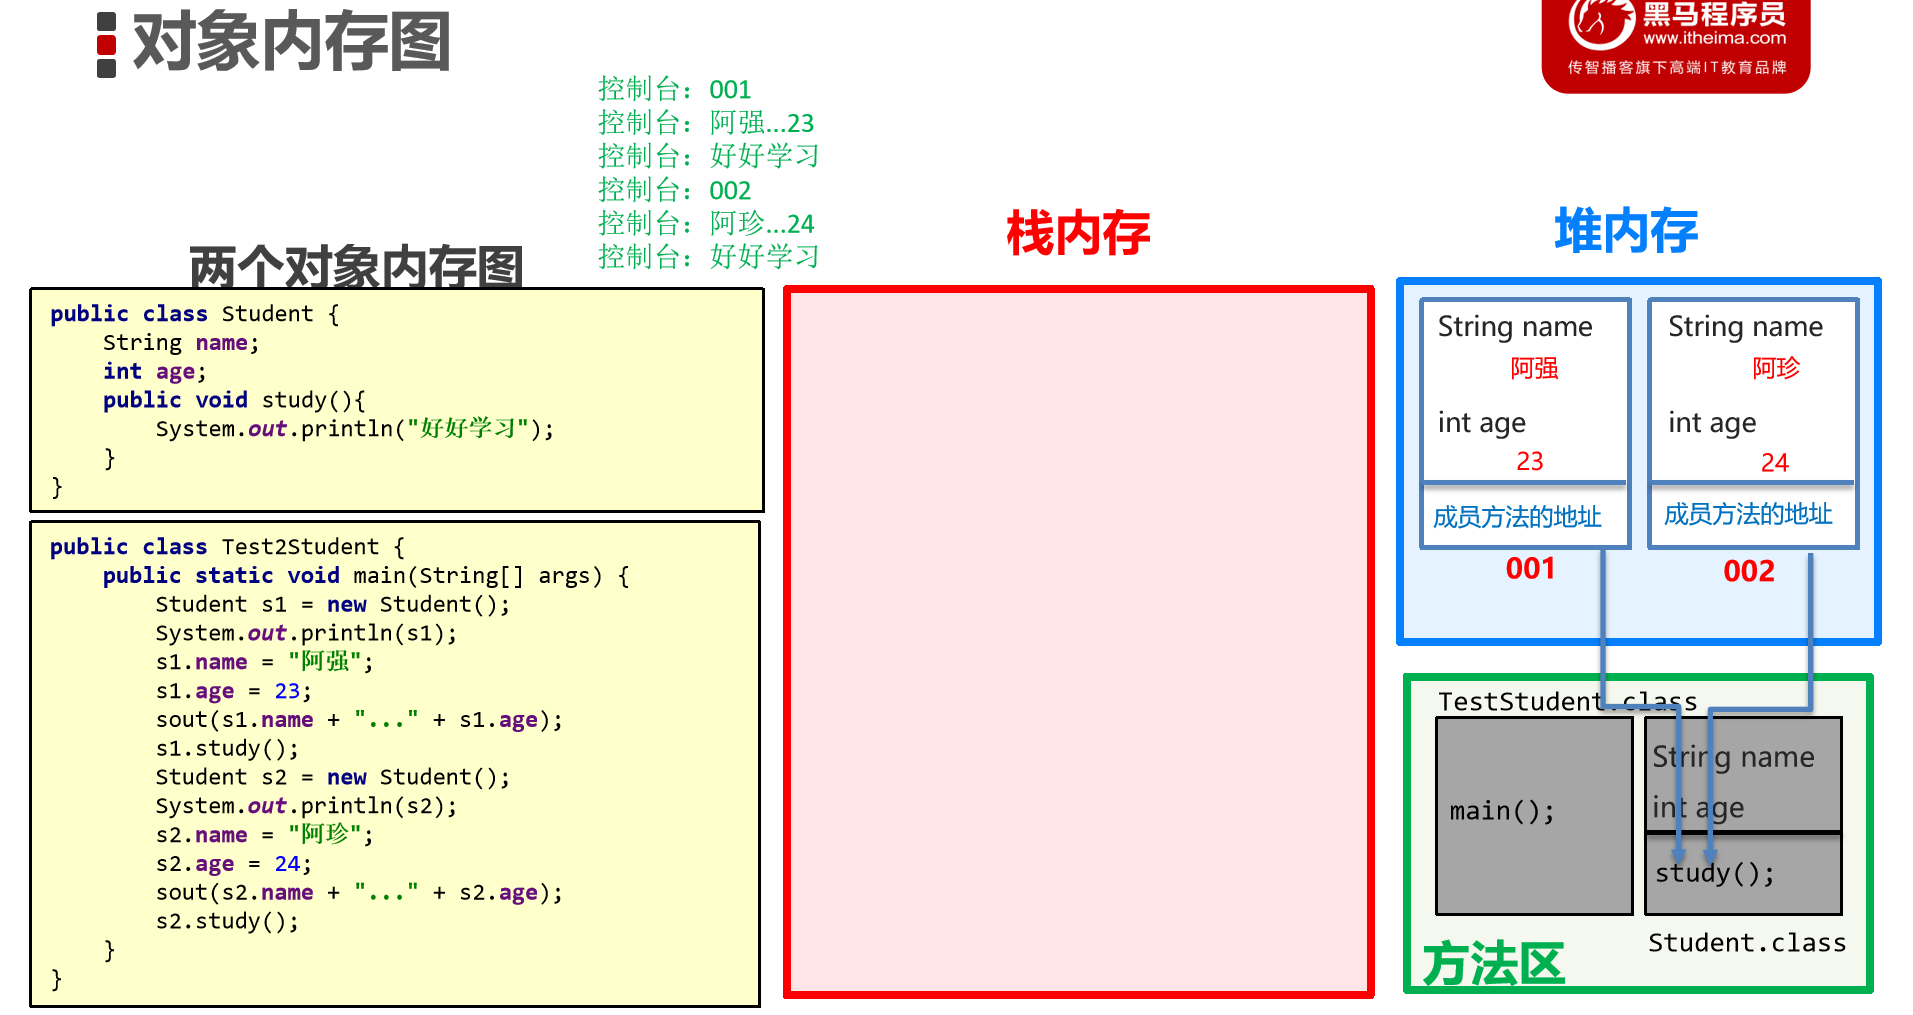 对象内存图
黑马程序员
www.itheima.com
传智播客旗下高端IT教育品牌
控制台：001
控制台：阿强...23
控制台：好好学习
控制台：002
控制台：阿珍...24
控制台：好好学习
两个对象内存图
public class Student {
    String name;
    int age;
    public void study(){
        System.out.println("好好学习");
    }
}
public class Test2Student {
    public static void main(String[] args) {
        Student s1 = new Student();
        System.out.println(s1);
        s1.name = "阿强";
        s1.age = 23;
        sout(s1.name + "..." + s1.age);
        s1.study();
        Student s2 = new Student();
        System.out.println(s2);
        s2.name = "阿珍";
        s2.age = 24;
        sout(s2.name + "..." + s2.age);
        s2.study();
    }
}
栈内存
堆内存
String name
阿强
int age
23
成员方法的地址
001
String name
阿珍
int age
24
成员方法的地址
002
TestStudent.class
main();
String name
int age
study();
Student.class
方法区